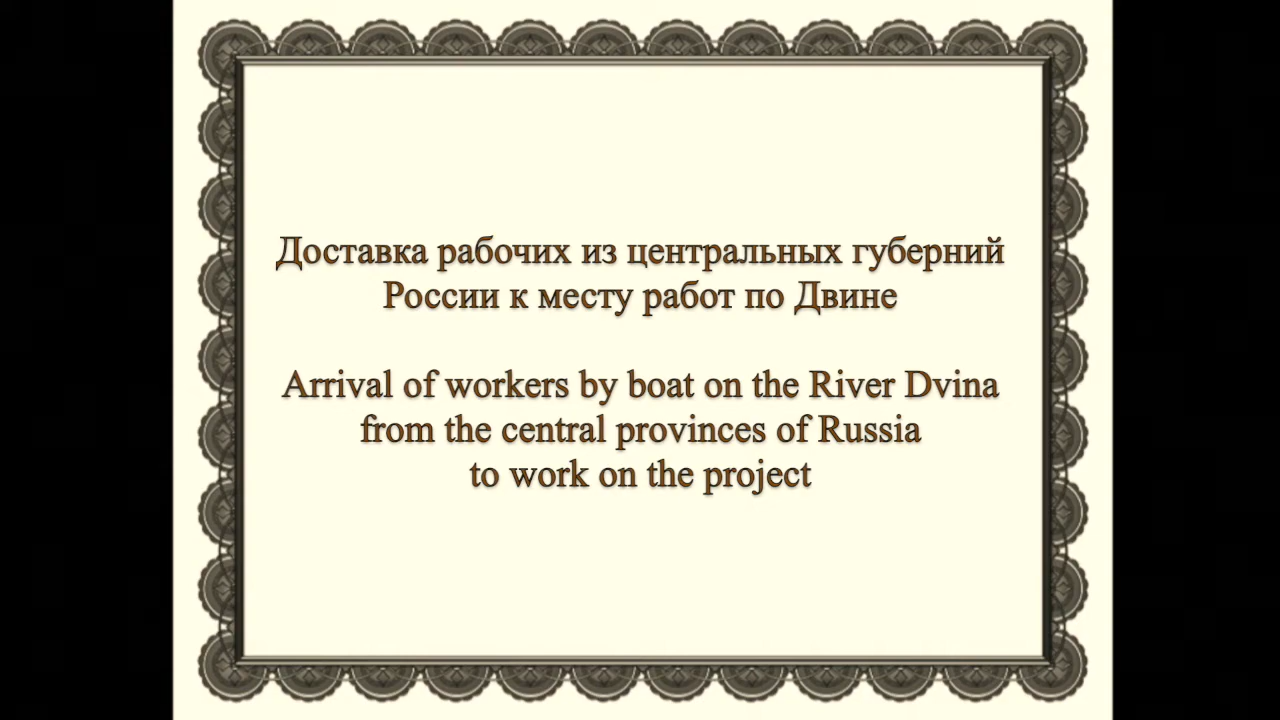 Доставка рабочих из центральных губерний
России к месту работ по Двине
Arrival of workers by boat on the River Dvina
from the central provinces of Russia
to work on the project